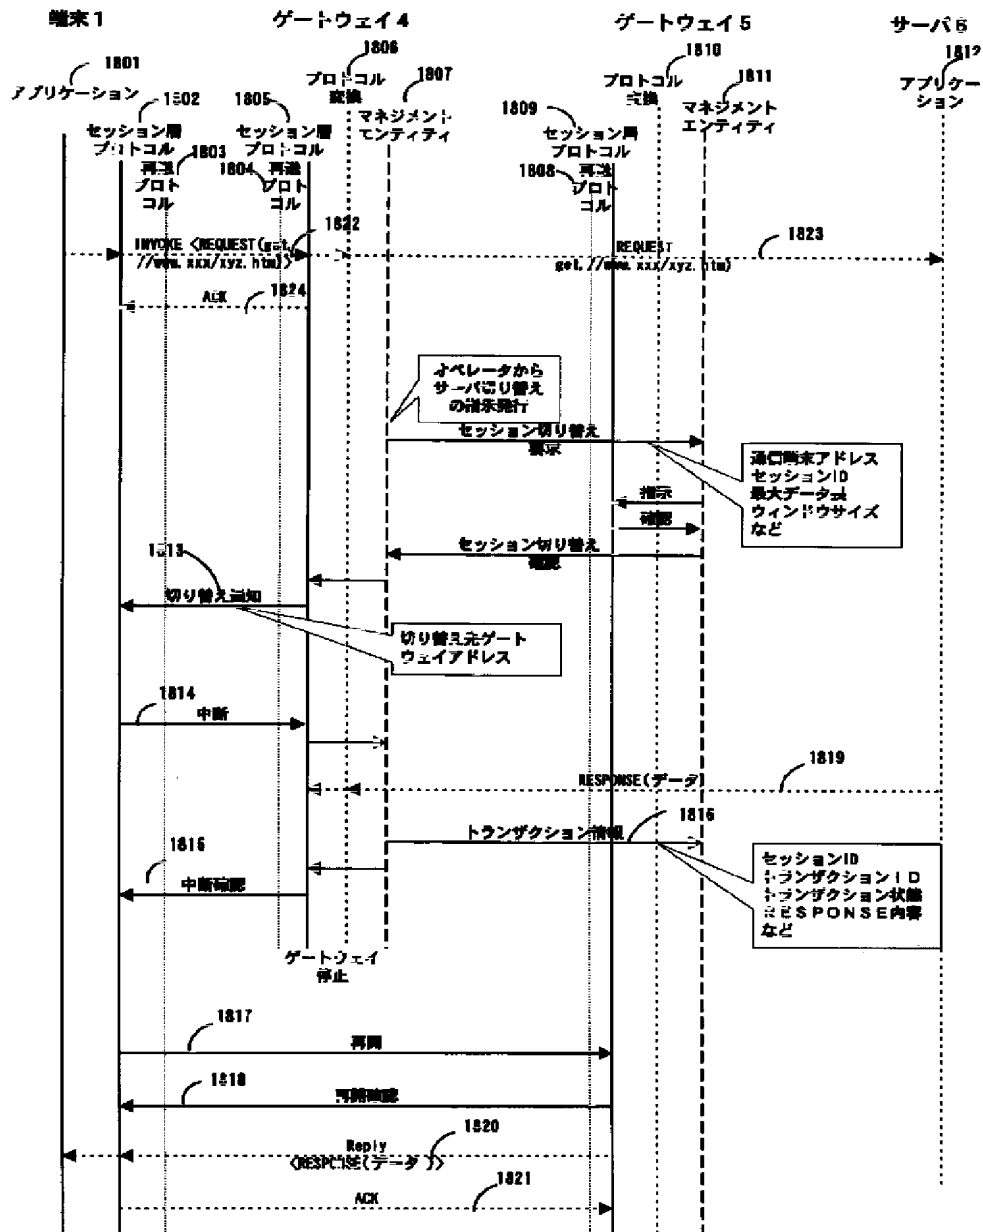 端末1
ゲートウェイ4
ゲートウェイ5
サーバ6
1801
アプリケーション
1802
セッション層
プロトコル
1803
再送
プロト
コル
1805
セッション層
プロトコル
1804
再送
プロト
コル
1806
プロトコル
変換
1807
マネジメント
エンティティ
1809
セッション層
プロトコル
1808
再送
プロト
コル
1810
プロトコル
変換
1811
マネジメント
エンティティ
1812
アプリケー
ション
INVOKE <REQUEST(get,
//www.xxx/xyz.htm)>
1822
REQUEST
get,//www.xxx/xyz.htm)
1823
ACK
1824
オペレータから
サーバ切り替え
の指示発行
セッション切り替え
要求
通信端末アドレス
セッションID
最大データ長
ウィンドウサイズ
など
指示
確認
セッション切り替え
確認
1813
切り替え通知
切り替え先ゲート
ウェイアドレス
1814
中断
1819
RESPONSE(データ
トランザクション情報
1816
セッションID
トランザクションID
トランザクション状態
RESPONSE内容
など
1815
中断確認
ゲートウェイ
停止
1817
再開
1818
再開確認
1820
Reply
<RESPONSE(データ)>
1821
ACK